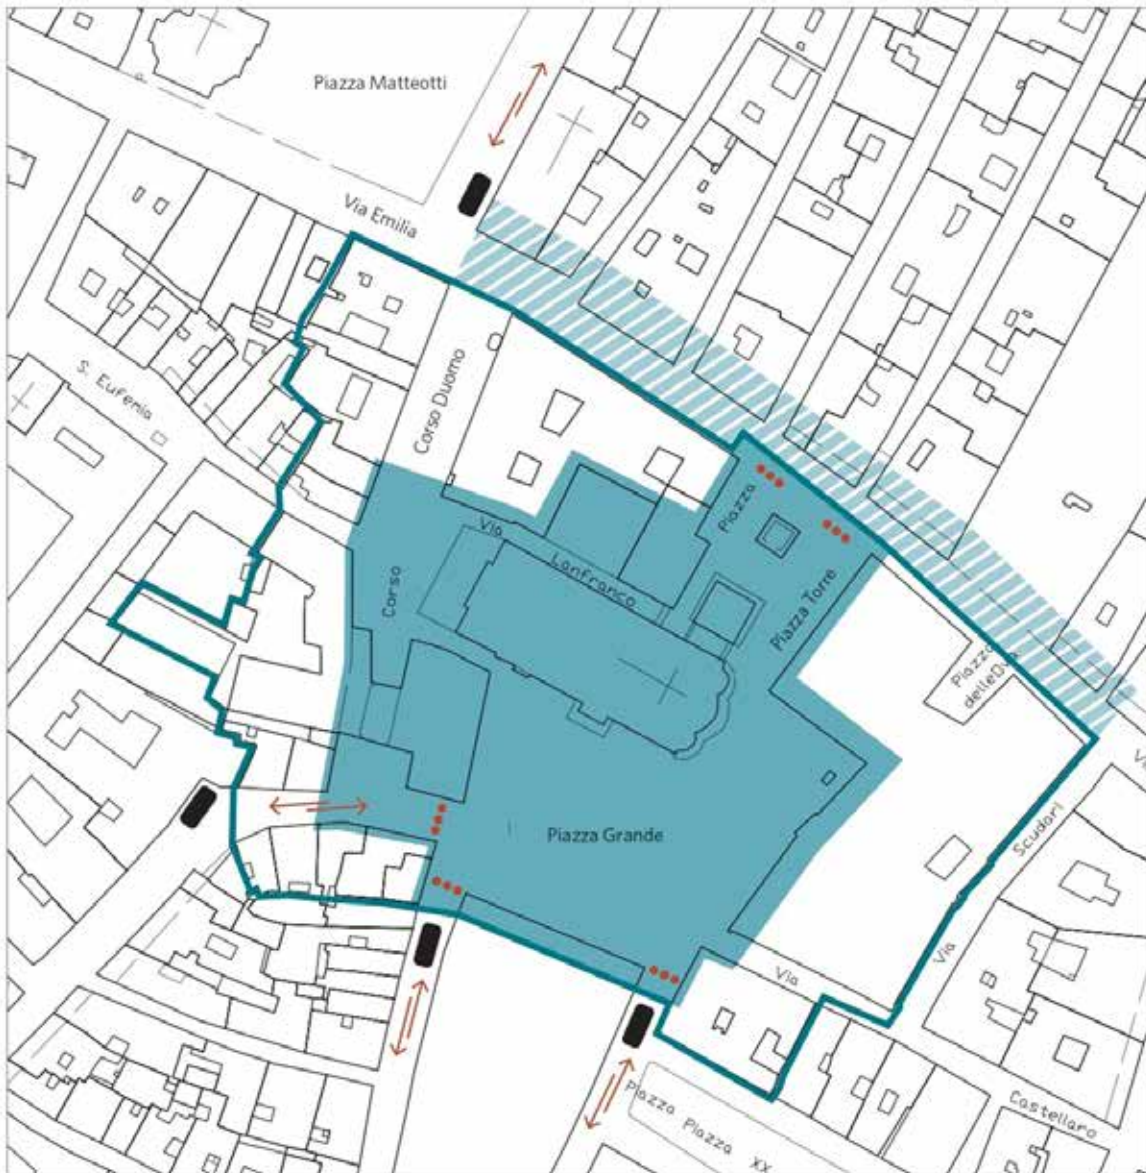 Piazza Matteotti
Via Emilia
S. Eufemia
Corso Duomo
Via
Lanfranco
Piazza
Corso
Piazza Torre
Piazza
Piazza Grande
Scudari
Via
Via
Castellaro
Piazza Piazza XX